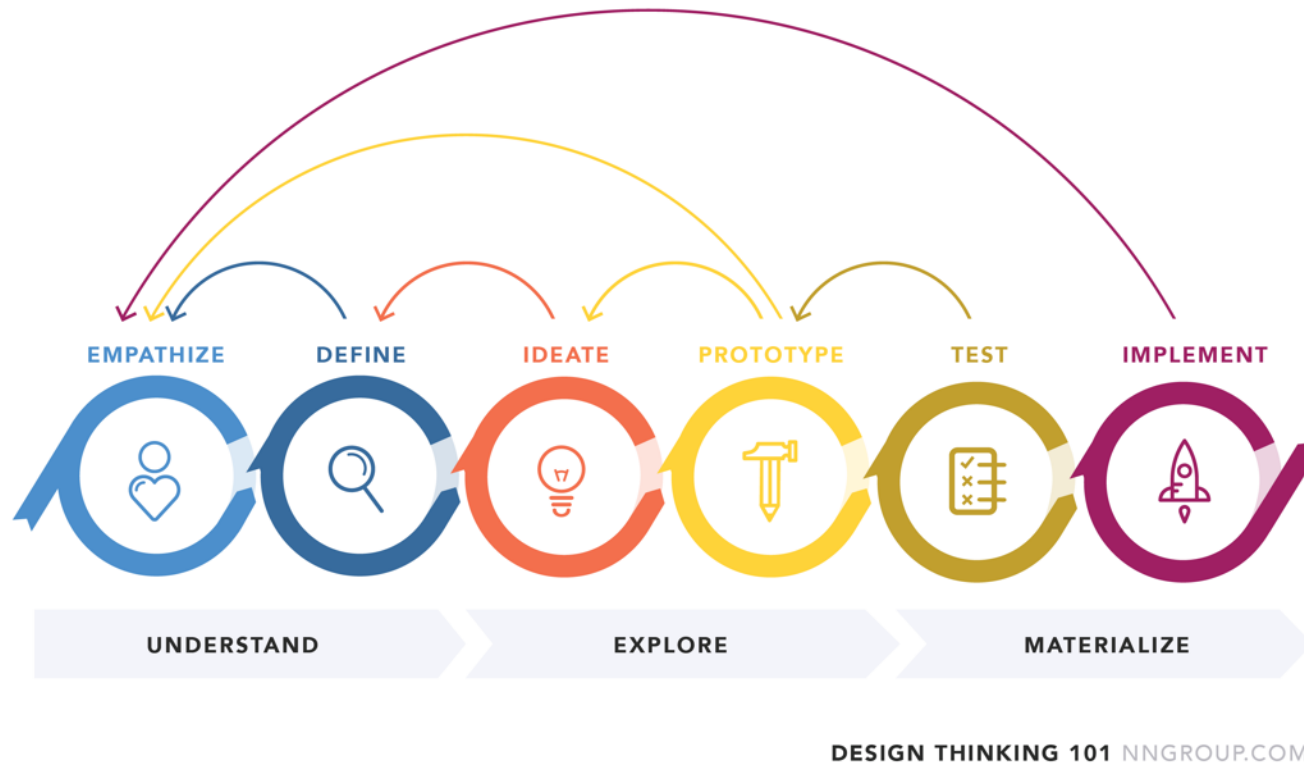 EMPATHIZE DEFINE IDEATE PROTOTYPE TEST IMPLEMENT
UNDERSTAND EXPLORE MATERIALIZE
DESIGN THINKING 101 NNGROUP.COM